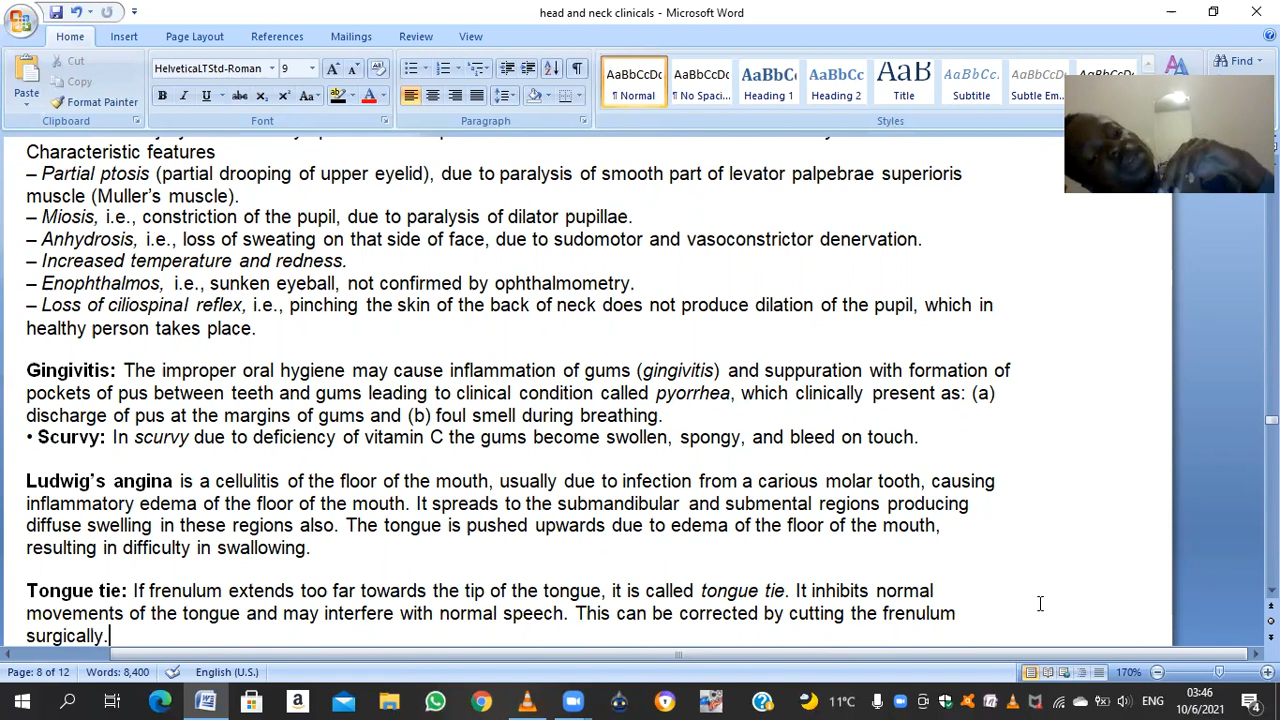 head and neck clinicals - Microsoft Word
Home Insert Page Layout References Mailings Review View
Cut
Copy
Format Painter
Paste
Clipboard
HelveticaLTStd-Roman 9
Font
Paragraph
AaBbCcDc AaBbCcDc AaBbCc AaBbCc AaB AaBbCc. AaBbCcDc AaBbCcDc
¶ Normal ¶ No Spaci... Heading 1 Heading 2 Title Subtitle Subtle Em...
Styles
Find
Characteristic features
– Partial ptosis (partial drooping of upper eyelid), due to paralysis of smooth part of levator palpebrae superioris
muscle (Muller’s muscle).
– Miosis, i.e., constriction of the pupil, due to paralysis of dilator pupillae.
– Anhydrosis, i.e., loss of sweating on that side of face, due to sudomotor and vasoconstrictor denervation.
– Increased temperature and redness.
– Enophthalmos, i.e., sunken eyeball, not confirmed by ophthalmometry.
– Loss of ciliospinal reflex, i.e., pinching the skin of the back of neck does not produce dilation of the pupil, which in
healthy person takes place.
Gingivitis: The improper oral hygiene may cause inflammation of gums (gingivitis) and suppuration with formation of
pockets of pus between teeth and gums leading to clinical condition called pyorrhea, which clinically present as: (a)
discharge of pus at the margins of gums and (b) foul smell during breathing.
• Scurvy: In scurvy due to deficiency of vitamin C the gums become swollen, spongy, and bleed on touch.
Ludwig’s angina is a cellulitis of the floor of the mouth, usually due to infection from a carious molar tooth, causing
inflammatory edema of the floor of the mouth. It spreads to the submandibular and submental regions producing
diffuse swelling in these regions also. The tongue is pushed upwards due to edema of the floor of the mouth,
resulting in difficulty in swallowing.
Tongue tie: If frenulum extends too far towards the tip of the tongue, it is called tongue tie. It inhibits normal
movements of the tongue and may interfere with normal speech. This can be corrected by cutting the frenulum
surgically.
Page: 8 of 12 Words: 8,400 English (U.S.) 170%
11°C ENG 03:46
10/6/2021